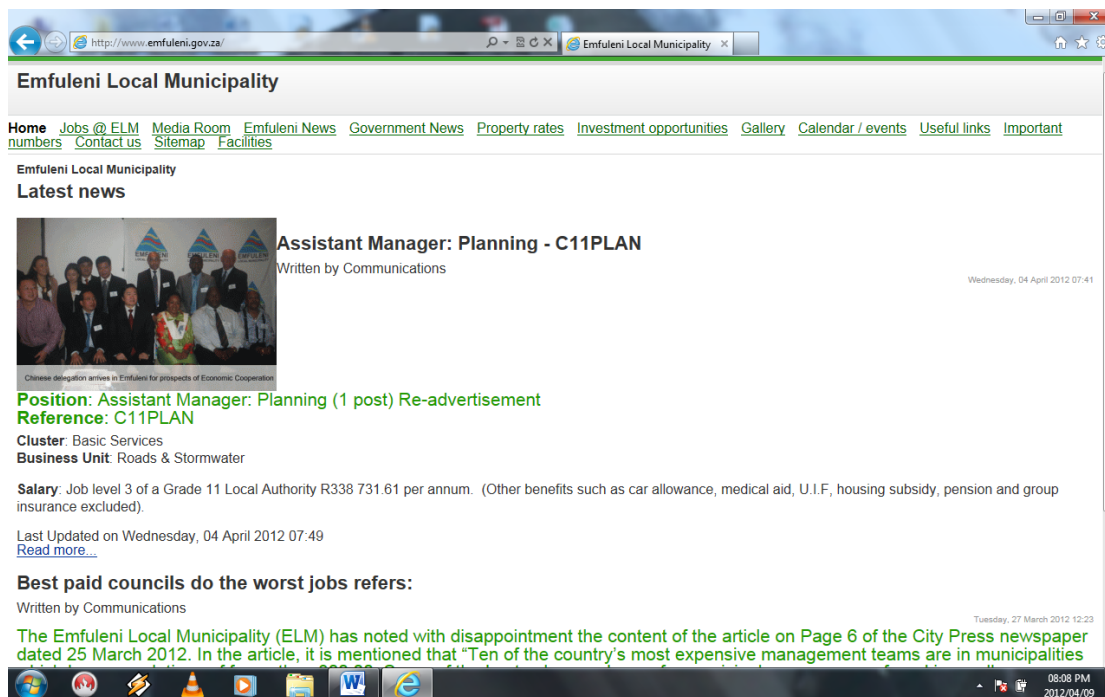 http://www.emfuleni.gov.za/
Emfuleni Local Municipality
Emfuleni Local Municipality
Home Jobs @ ELM Media Room Emfuleni News Government News Property rates Investment opportunities Gallery Calendar / events Useful links Important
numbers Contact us Sitemap Facilities
Emfuleni Local Municipality
Latest news
EMFULENI
EMFULENI
EMFULENI
Chinese delegation arrives in Emfuleni for prospects of Economic Cooperation
Assistant Manager: Planning - C11PLAN
Written by Communications
Wednesday, 04 April 2012 07:41
Position: Assistant Manager: Planning (1 post) Re-advertisement
Reference: C11PLAN
Cluster: Basic Services
Business Unit: Roads & Stormwater
Salary: Job level 3 of a Grade 11 Local Authority R338 731.61 per annum. (Other benefits such as car allowance, medical aid, U.I.F, housing subsidy, pension and group
insurance excluded).
Last Updated on Wednesday, 04 April 2012 07:49
Read more...
Best paid councils do the worst jobs refers:
Written by Communications
Tuesday, 27 March 2012 12:23
The Emfuleni Local Municipality (ELM) has noted with disappointment the content of the article on Page 6 of the City Press newspaper
dated 25 March 2012. In the article, it is mentioned that “Ten of the country’s most expensive management teams are in municipalities
08:08 PM
2012/04/09